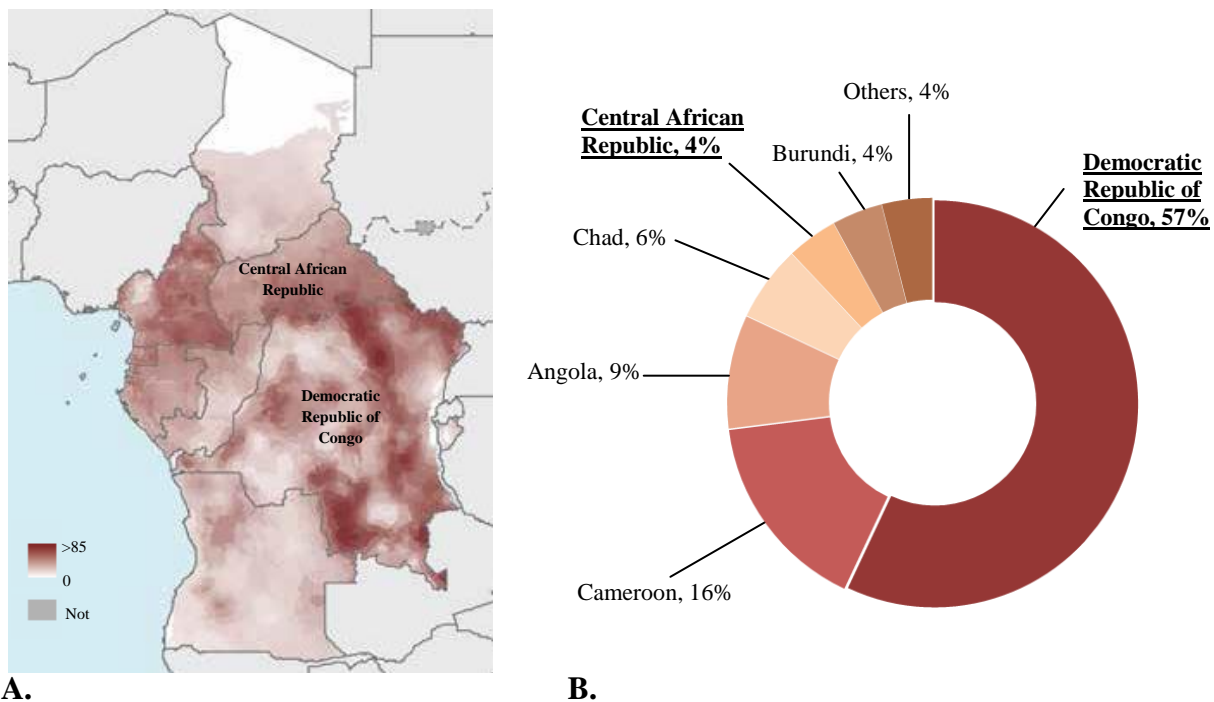 Central African
Republic
Democratic
Republic of
Congo
>85
0
Not
A.
Others, 4%
Central African
Republic, 4%
Burundi, 4%
Democratic
Republic of
Congo, 57%
Chad, 6%
Angola, 9%
Cameroon, 16%
B.